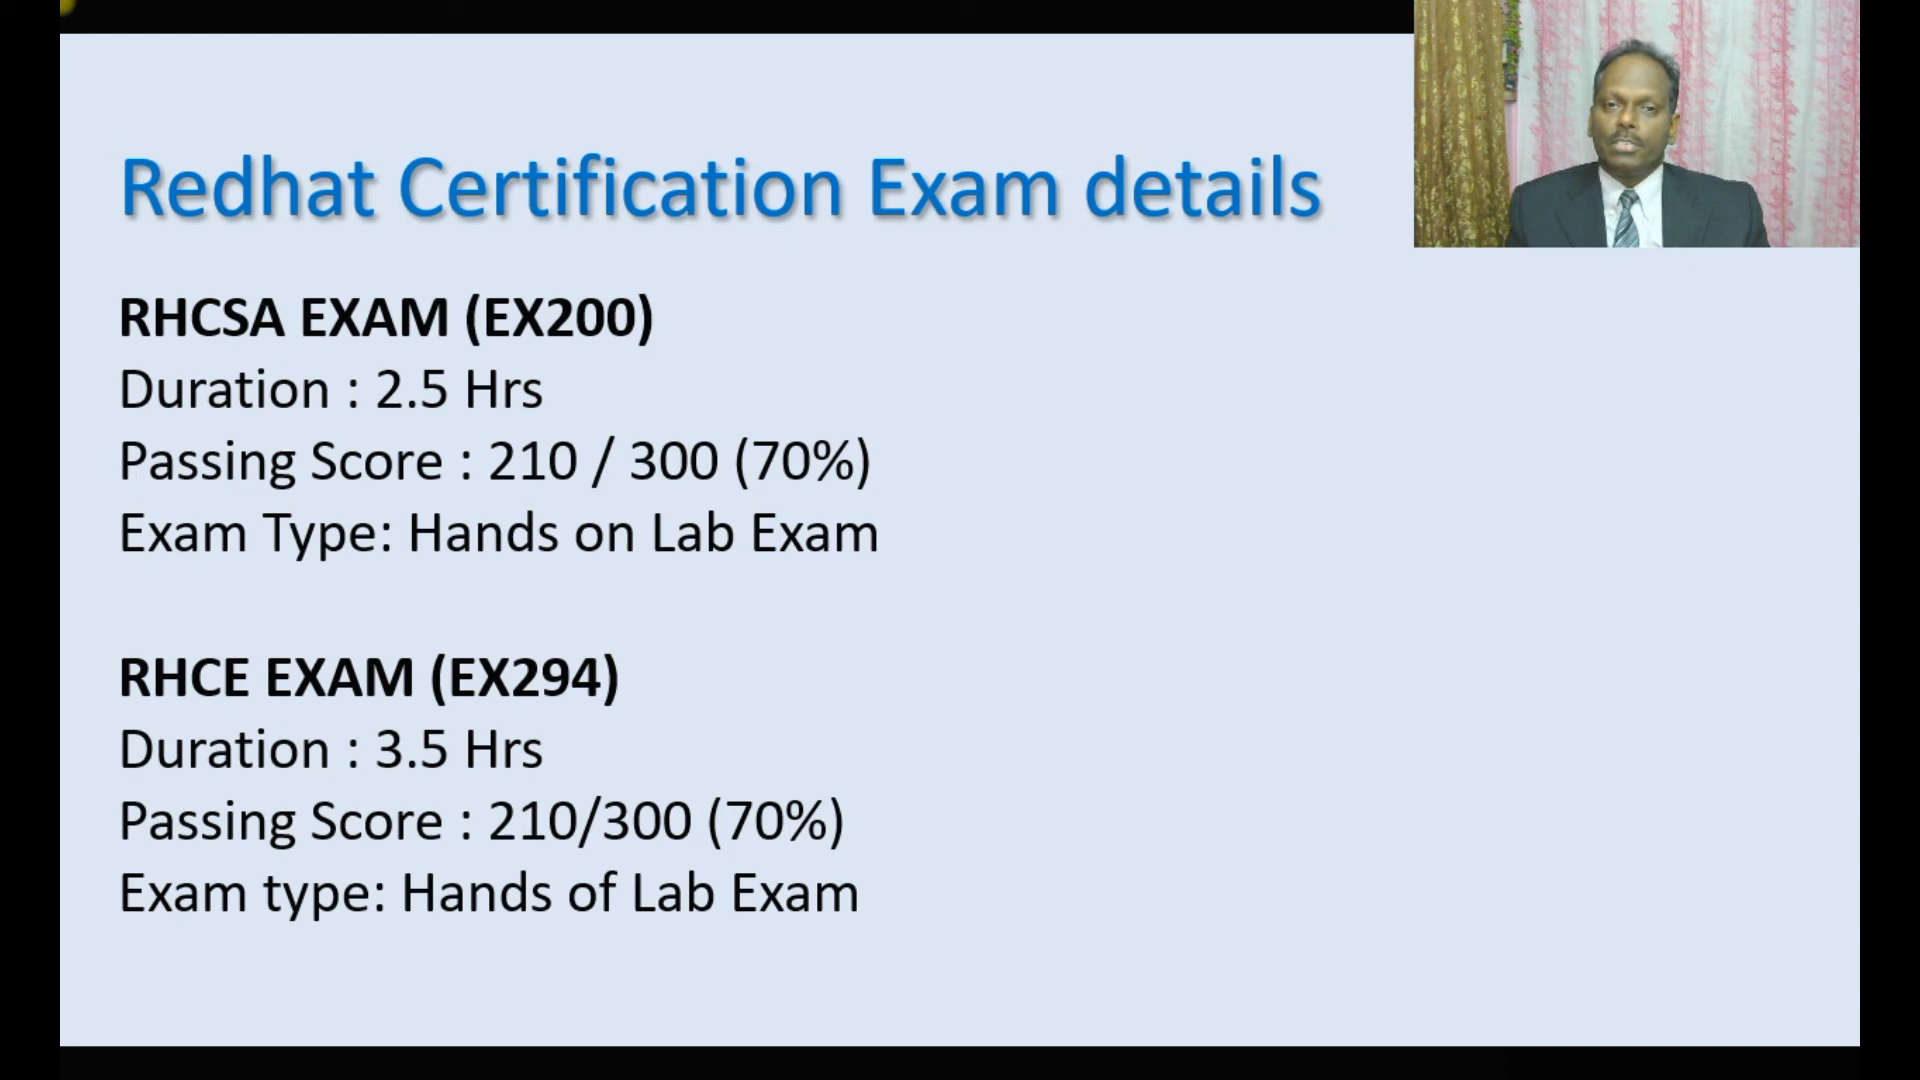 Redhat Certification Exam details
RHCSA EXAM (EX200)
Duration : 2.5 Hrs
Passing Score : 210 / 300 (70%)
Exam Type: Hands on Lab Exam
RHCE EXAM (EX294)
Duration : 3.5 Hrs
Passing Score : 210/300 (70%)
Exam type: Hands of Lab Exam